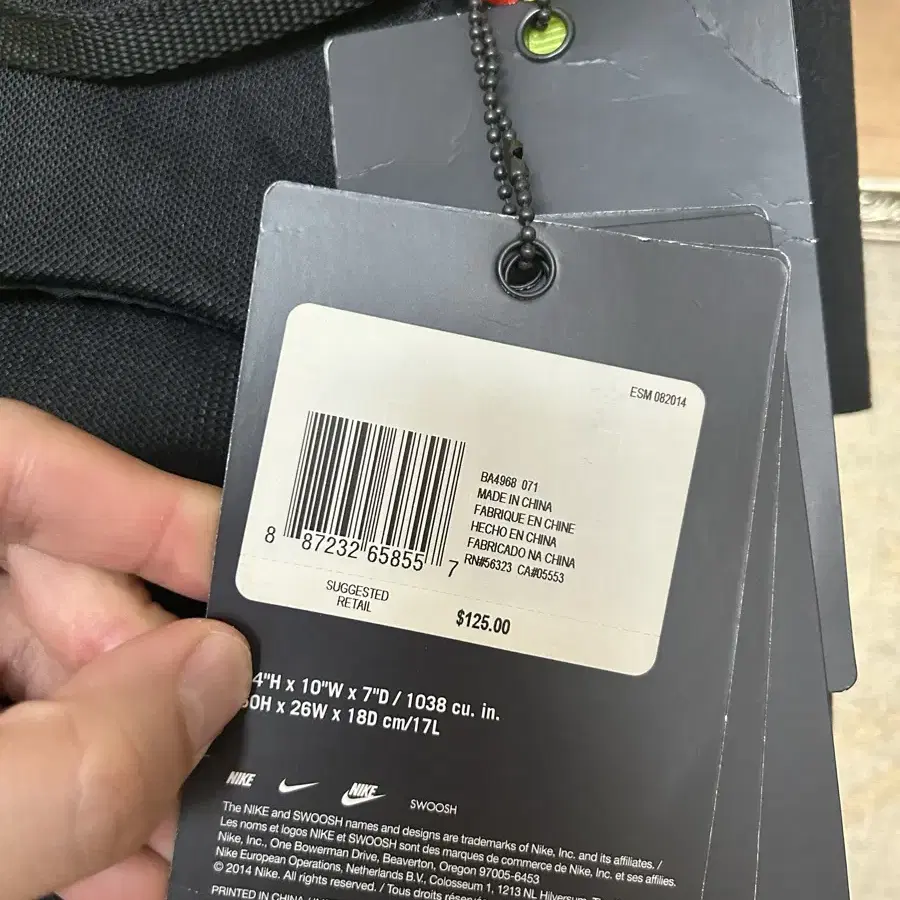 ESM 082014
BA4968 071
MADE IN CHINA
FABRIQUE EN CHINE
HECHO EN CHINA
FABRICADO NA CHINA
RN#56323 CA#05553
8 87232 65855 7
SUGGESTED
RETAIL
$125.00
4"H x 10"W x 7"D / 1038 cu. in.
0H x 26W x 18D cm/17L
NIKE
NIKE
SWOOSH
The NIKE and SWOOSH names and designs are trademarks of Nike, Inc. and its affiliates. /
Les noms et logos NIKE et SWOOSH sont des marques de commerce de Nike, Inc. et ses affilies.
Nike, Inc., One Bowerman Drive, Beaverton, Oregon 97005-6453
Nike European Operations, Netherlands B.V., Colosseum 1, 1213 NL Hilversum,
© 2014 Nike. All rights reserved. / Tous droits
PRINTED IN CHINA